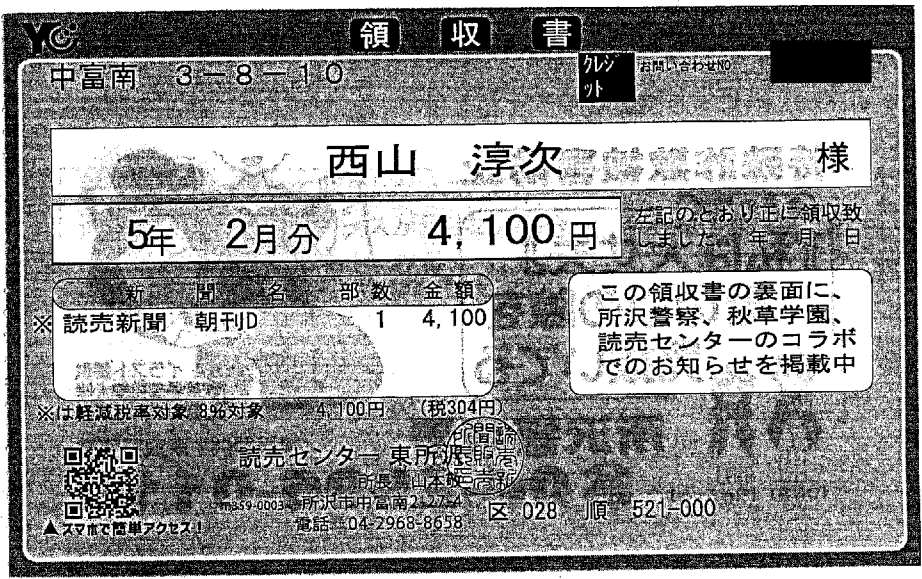 YC
領 収 書
中富南 3-8-10
クレジット
お問い合わせNO
西山 淳次 様
5年 2月分 4,100円
左記のとおり正に領収致
しました 年 月 日
新聞名 部数 金額
※ 読売新聞 朝刊D 1 4,100
この領収書の裏面に、
所沢警察、秋草学園、
読売センターのコラボ
でのお知らせを掲載中
※は軽減税率対象 8%対象 4,100円 (税304円)
読売センター 東所沢
所長 山本
〒359-0003 所沢市中富南2-27-4
電話 04-2968-8658
区 028 順 521-000
▲スマホで簡単アクセス!